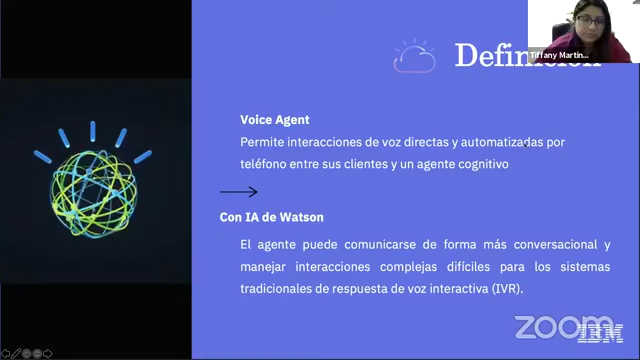 Definición
Tiffany Martin...
Voice Agent
Permite interacciones de voz directas y automatizadas por
teléfono entre sus clientes y un agente cognitivo
Con IA de Watson
El agente puede comunicarse de forma más conversacional y
manejar interacciones complejas difíciles para los sistemas
tradicionales de respuesta de voz interactiva (IVR).
zoom
IBM